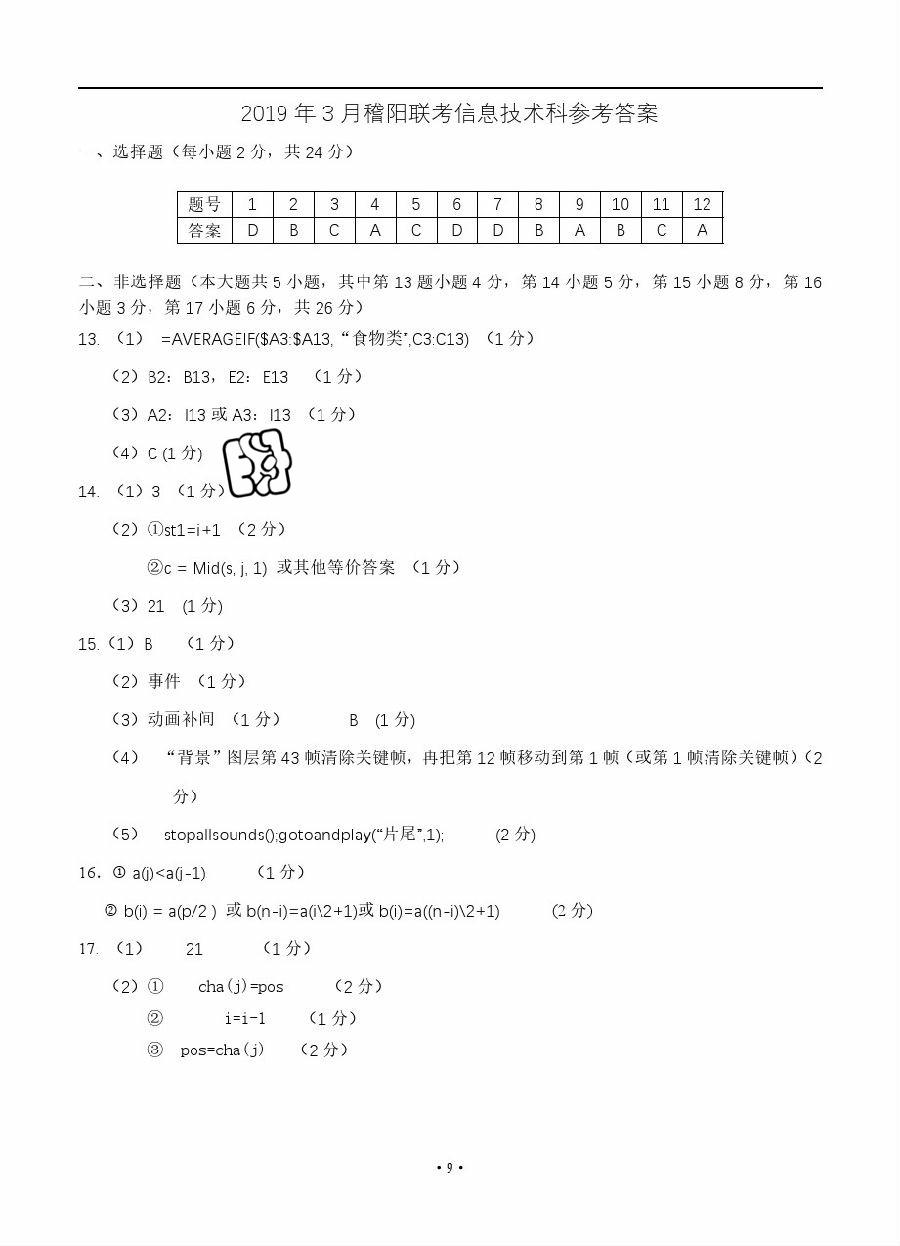 2019 年 3 月稽阳联考信息技术科参考答案
、选择题（每小题 2 分，共 24 分）
题号 1 2 3 4 5 6 7 8 9 10 11 12
答案 D B C A C D D B A B C A
二、非选择题（本大题共 5 小题，其中第 13 题小题 4 分，第 14 小题 5 分，第 15 小题 8 分，第 16
小题 3 分，第 17 小题 6 分，共 26 分）
13. （1） =AVERAGEIF($A3:$A13,“食物类”,C3:C13) （1 分）
（2）B2：B13，E2：E13 （1 分）
（3）A2：I13 或 A3：I13 （1 分）
（4）C (1 分)
14. （1）3 （1 分）
（2）①st1=i+1 （2 分）
②c = Mid(s, j, 1) 或其他等价答案 （1 分）
（3）21 (1 分)
15.（1）B （1 分）
（2）事件 （1 分）
（3）动画补间 （1 分） B (1 分)
（4） “背景”图层第 43 帧清除关键帧，再把第 12 帧移动到第 1 帧（或第 1 帧清除关键帧）（2
分）
（5） stopallsounds();gotoandplay(“片尾”,1); (2 分)
16. ① a(j)<a(j-1) （1 分）
② b(i) = a(p/2 ) 或 b(n-i)=a(i\2+1)或 b(i)=a((n-i)\2+1) (2 分)
17. （1） 21 （1 分）
（2）① cha(j)=pos （2 分）
② i=i-1 （1 分）
③ pos=cha(j) （2 分）
• 9 •